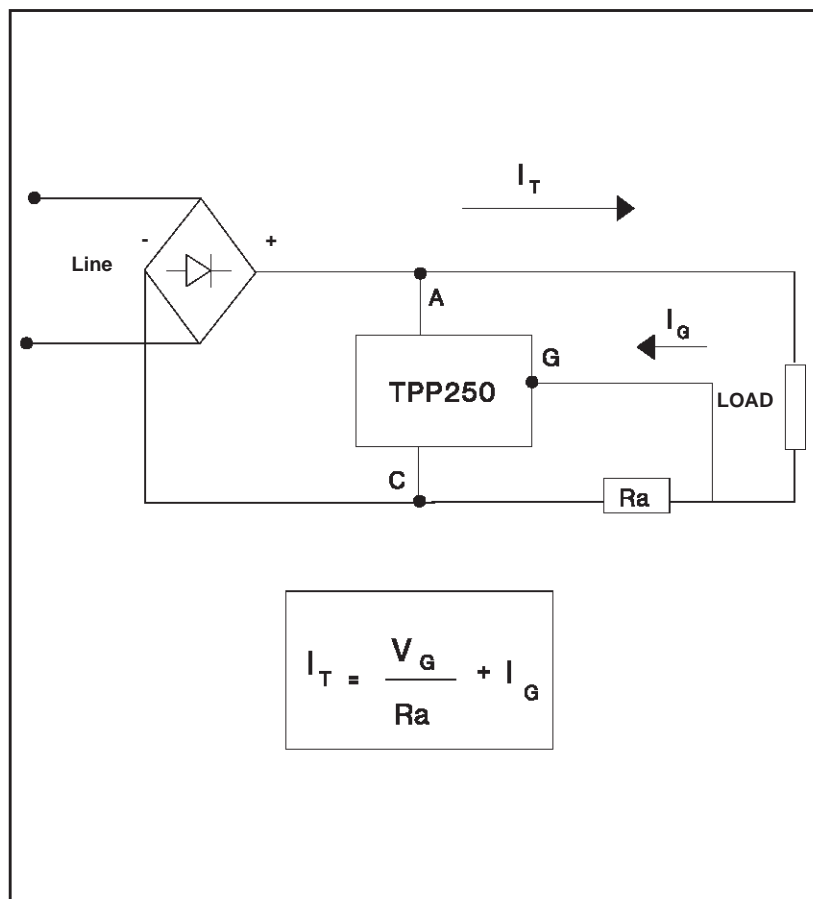 I_T
-
+
Line
A
I_G
G
TPP250
LOAD
C
Ra
I_T = V_G / Ra + I_G